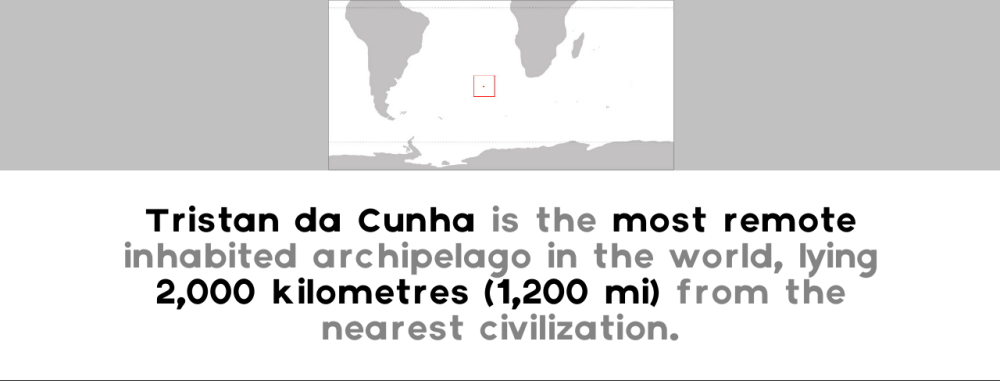 Tristan da Cunha is the most remote
inhabited archipelago in the world, lying
2,000 kilometres (1,200 mi) from the
nearest civilization.